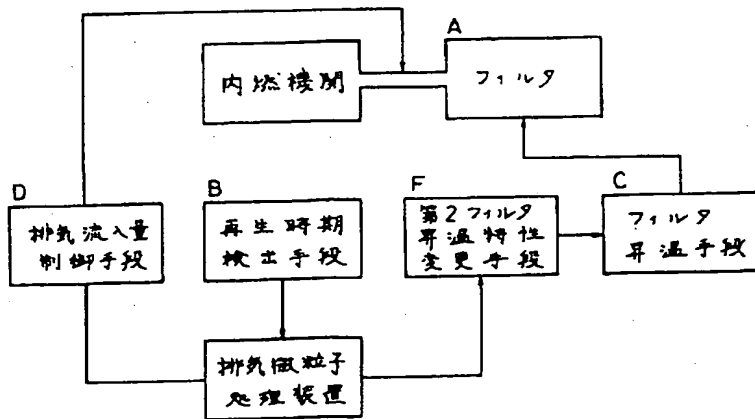 A
内燃機関
フィルタ
D
排気流入量
制御手段
B
再生時期
検出手段
F
第2フィルタ
昇温特性
変更手段
C
フィルタ
昇温手段
排気微粒子
処理装置